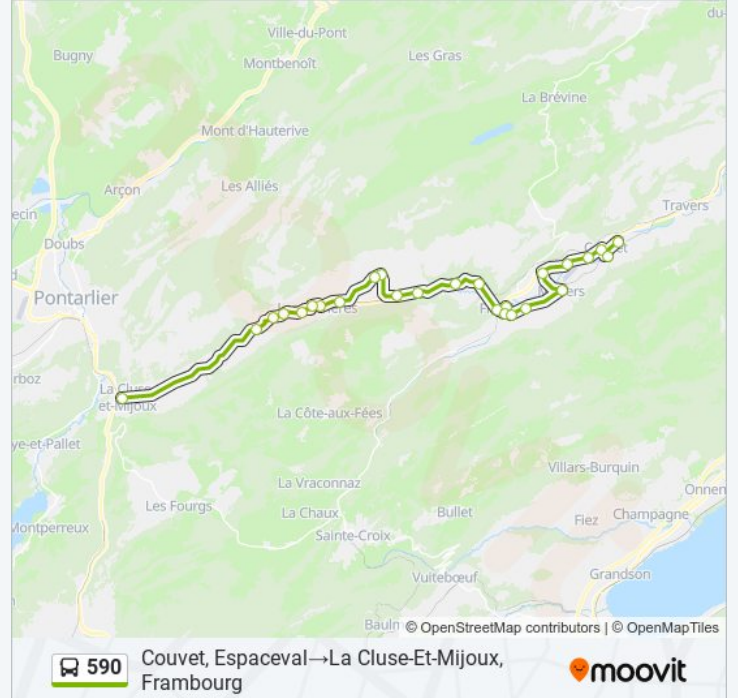 du-
Ville-du-Pont
Bugny
Les Gras
Montbenoît
La Brévine
Mont d'Hauterive
Arçon
Les Alliés
Travers
ecin
Doubs
Pontarlier
La Cluse
et-Mijoux
rboz
La Côte-aux-Fées
ye-et-Pallet
Villars-Burquin
La Vraconnaz
Onnen
Les Fourgs
La Chaux
Bullet
Fiez
Champagne
Montperreux
Sainte-Croix
Vuitebœuf
Grandson
Baulm
© OpenStreetMap contributors | © OpenMapTiles
590
Couvet, Espaceval→La Cluse-Et-Mijoux,
Frambourg
moovit